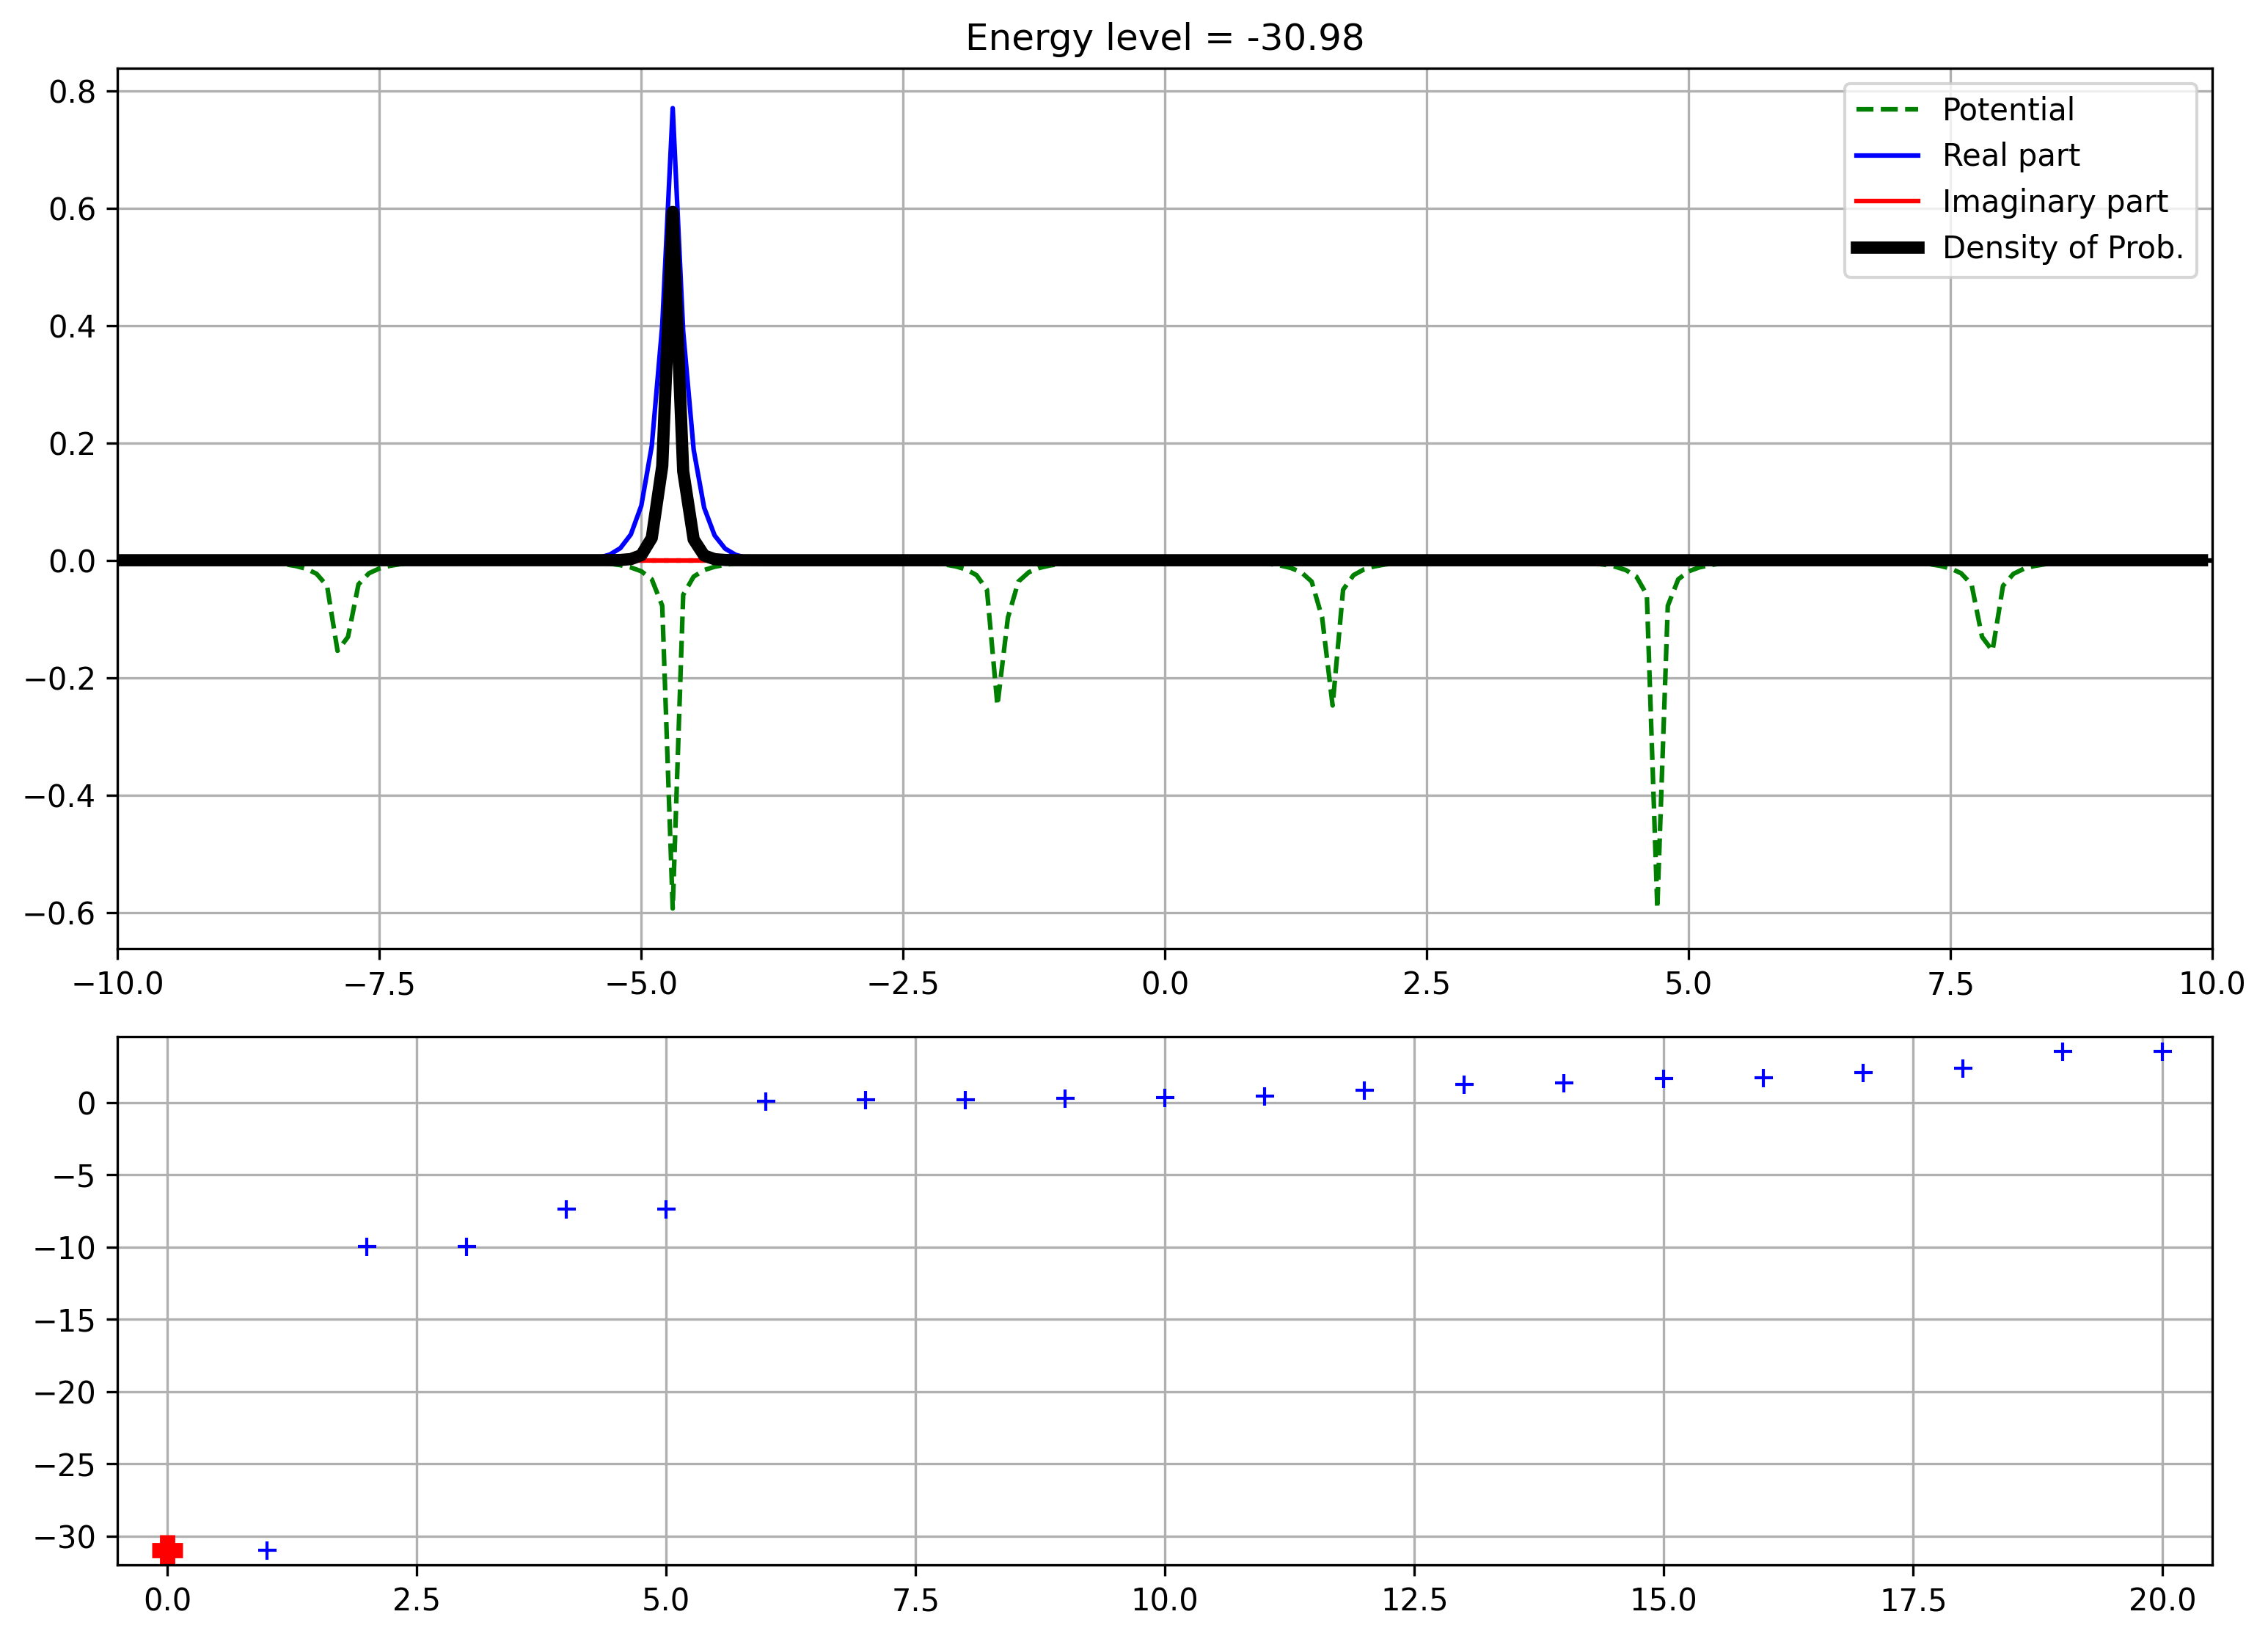 Energy level = -30.98
0.8
0.6
0.4
0.2
0.0
−0.2
−0.4
−0.6
Potential
Real part
Imaginary part
Density of Prob.
−10.0 −7.5 −5.0 −2.5 0.0 2.5 5.0 7.5 10.0
0
−5
−10
−15
−20
−25
−30
0.0 2.5 5.0 7.5 10.0 12.5 15.0 17.5 20.0